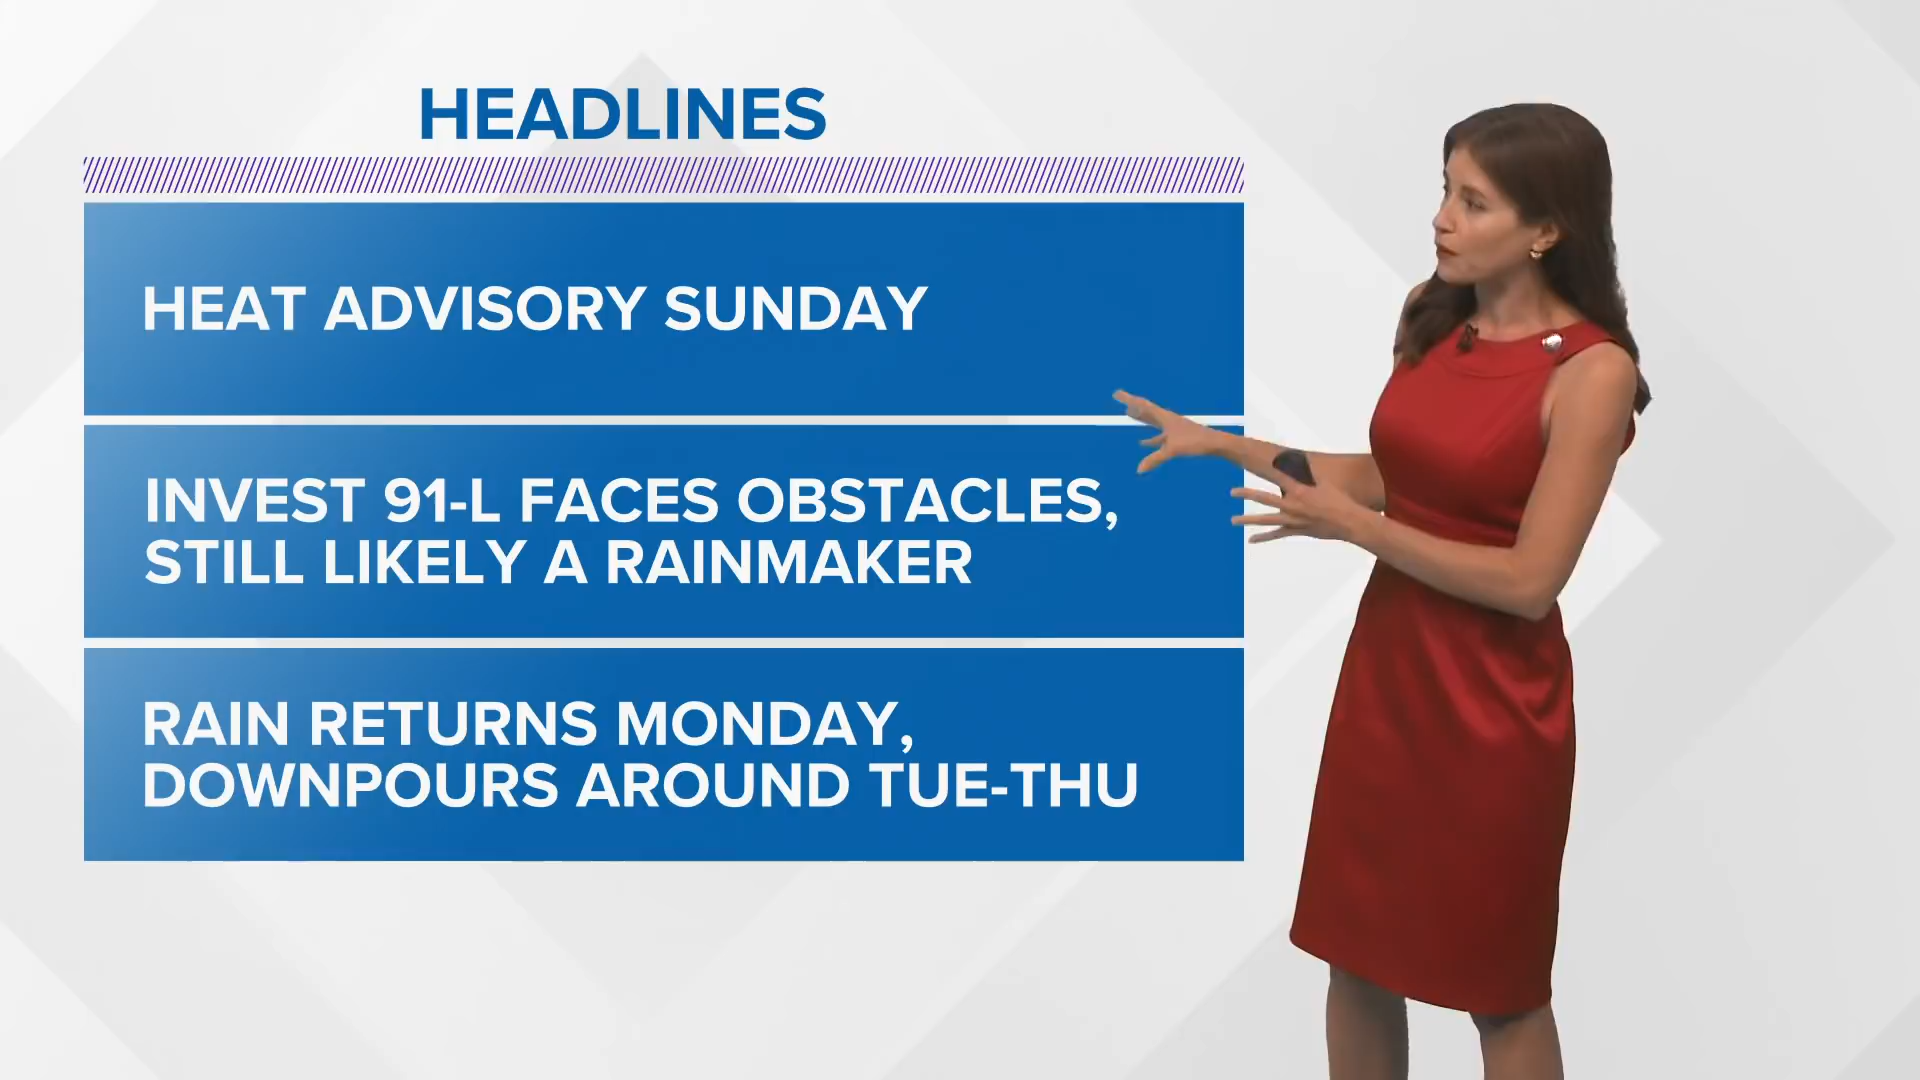 HEADLINES
HEAT ADVISORY SUNDAY
INVEST 91-L FACES OBSTACLES,
STILL LIKELY A RAINMAKER
RAIN RETURNS MONDAY,
DOWNPOURS AROUND TUE-THU